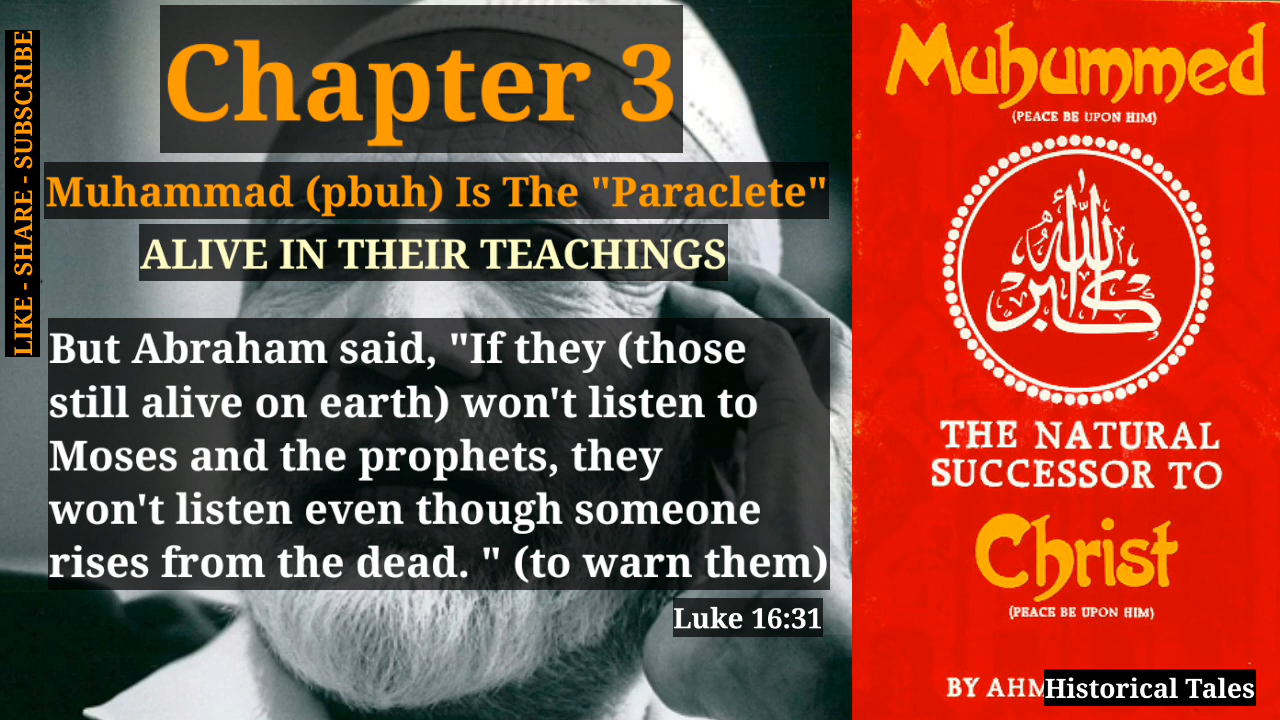 LIKE - SHARE - SUBSCRIBE
Chapter 3
Muhammad (pbuh) Is The "Paraclete"
ALIVE IN THEIR TEACHINGS
But Abraham said, "If they (those
still alive on earth) won't listen to
Moses and the prophets, they
won't listen even though someone
rises from the dead. " (to warn them)
Luke 16:31
Muhummed
(PEACE BE UPON HIM)
الله اكبر
THE NATURAL
SUCCESSOR TO
Christ
(PEACE BE UPON HIM)
BY
Historical Tales